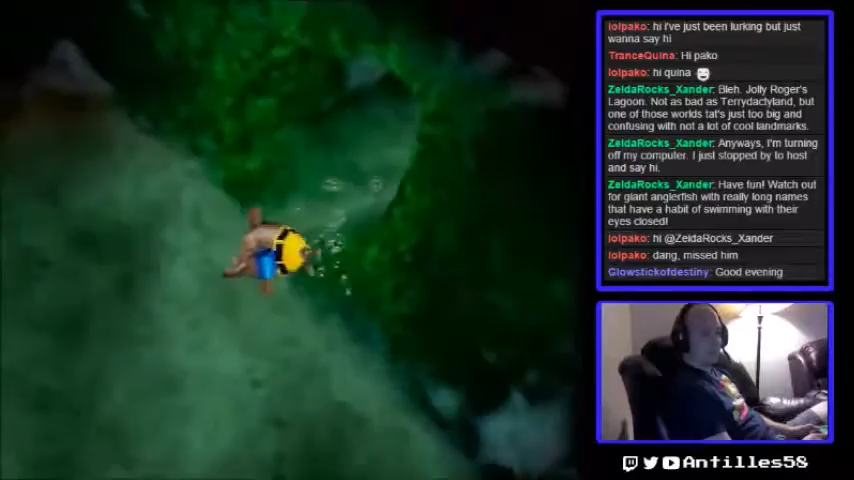 lolpako: hi i've just been lurking but just
wanna say hi
TranceQuina: Hi pako
lolpako: hi quina
ZeldaRocks_Xander: Bleh. Jolly Roger's
Lagoon. Not as bad as Terrydactyland, but
one of those worlds tat's just too big and
confusing with not a lot of cool landmarks.
ZeldaRocks_Xander: Anyways, I'm turning
off my computer. I just stopped by to host
and say hi.
ZeldaRocks_Xander: Have fun! Watch out
for giant anglerfish with really long names
that have a habit of swimming with their
eyes closed!
lolpako: hi @ZeldaRocks_Xander
lolpako: dang, missed him
Glowstickofdestiny: Good evening
Antilles58